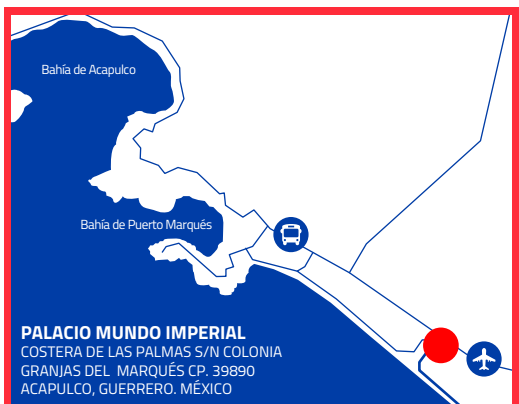 Bahía de Acapulco
Bahía de Puerto Marqués
PALACIO MUNDO IMPERIAL
COSTERA DE LAS PALMAS S/N COLONIA
GRANJAS DEL MARQUÉS CP. 39890
ACAPULCO, GUERRERO. MÉXICO